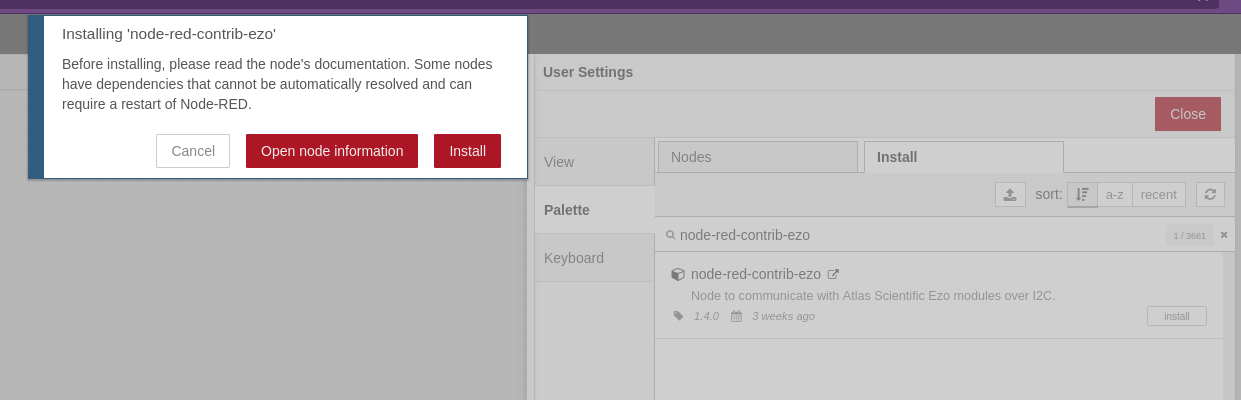 Installing 'node-red-contrib-ezo'
Before installing, please read the node's documentation. Some nodes
have dependencies that cannot be automatically resolved and can
require a restart of Node-RED.
Cancel
Open node information
Install
User Settings
Close
View
Palette
Keyboard
Nodes
Install
sort:
a-z
recent
node-red-contrib-ezo
1 / 3661
node-red-contrib-ezo
Node to communicate with Atlas Scientific Ezo modules over I2C.
1.4.0
3 weeks ago
install